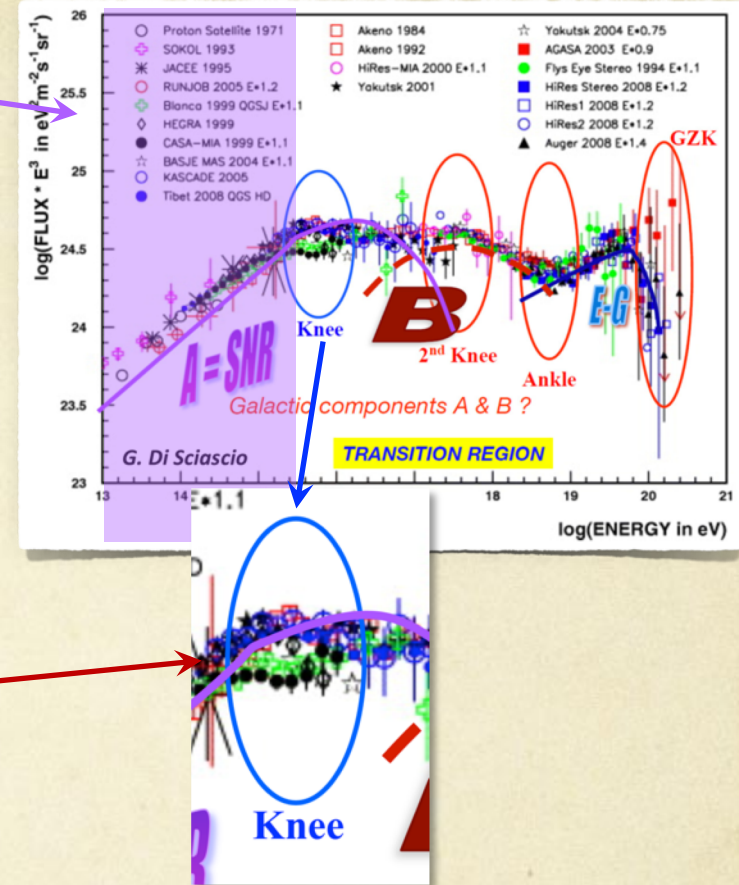 log(FLUX * E³ in eV²m⁻²s⁻¹sr⁻¹)
26
25.5
25
24.5
24
23.5
23
Proton Satellite 1971
SOKOL 1993
JACEE 1995
RUNJOB 2005 E*1.2
Blanca 1999 QGSJ E*1.1
HEGRA 1999
CASA-MIA 1999 E*1.1
BASJE MAS 2004 E*1.1
KASCADE 2005
Tibet 2008 QGS HD
Akeno 1984
Akeno 1992
HiRes-MIA 2000 E*1.1
Yakutsk 2001
Yakutsk 2004 E*0.75
AGASA 2003 E*0.9
Flys Eye Stereo 1994 E*1.1
HiRes Stereo 2008 E*1.2
HiRes1 2008 E*1.2
HiRes2 2008 E*1.2
Auger 2008 E*1.4
GZK
Knee
A = SNR
B
2nd Knee
E-G
Ankle
Galactic components A & B ?
G. Di Sciascio
TRANSITION REGION
13 14 18 19 20 21
log(ENERGY in eV)
E*1.1
Knee